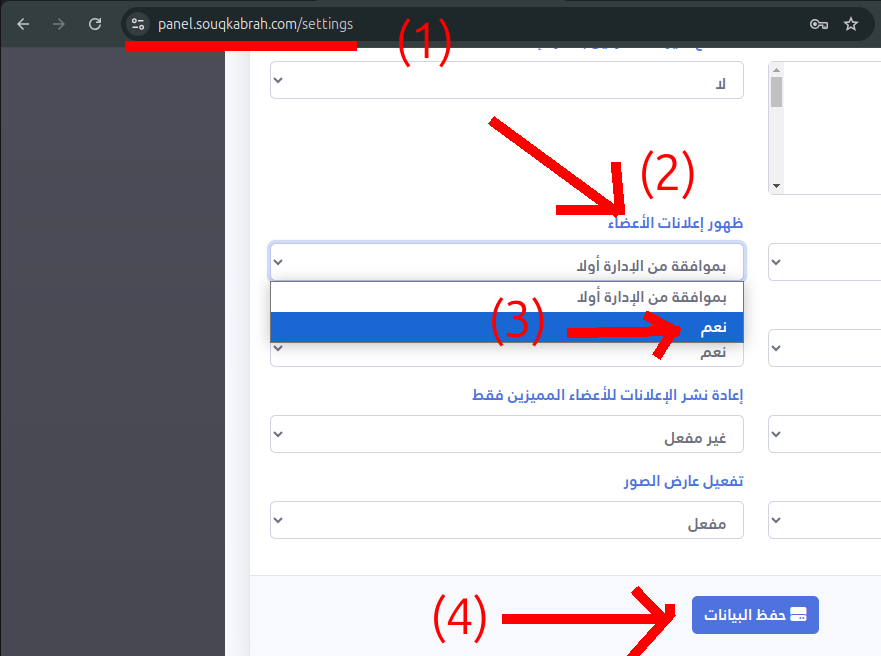 panel.souqkabrah.com/settings
(1)
لا
(2)
ظهور إعلانات الأعضاء
بموافقة من الإدارة أولا
بموافقة من الإدارة أولا
(3)
نعم
نعم
إعادة نشر الإعلانات للأعضاء المميزين فقط
غير مفعل
تفعيل عارض الصور
مفعل
(4)
حفظ البيانات